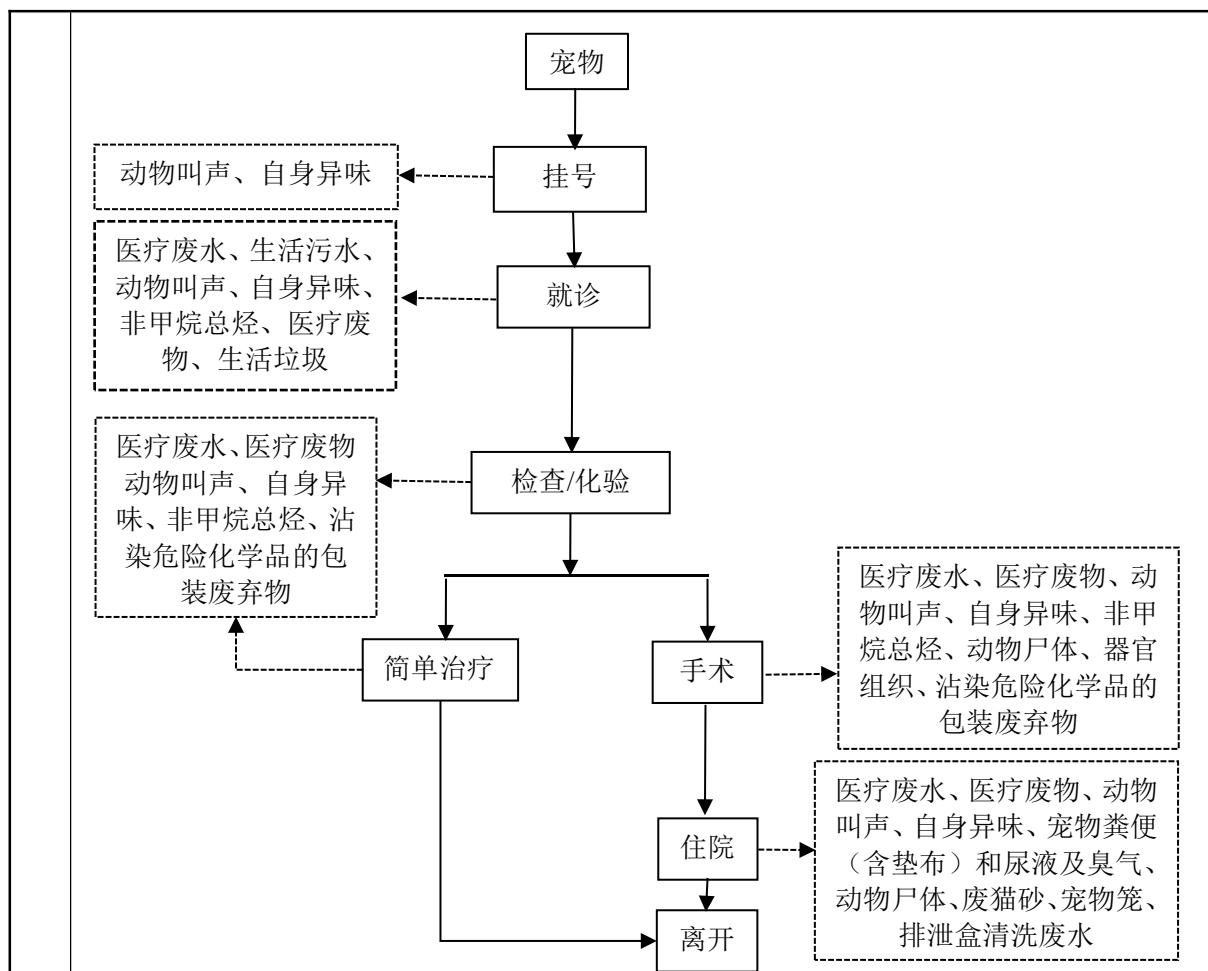 宠物
挂号
动物叫声、自身异味
就诊
医疗废水、生活污水、
动物叫声、自身异味、
非甲烷总烃、医疗废
物、生活垃圾
检查/化验
医疗废水、医疗废物
动物叫声、自身异
味、非甲烷总烃、沾
染危险化学品的包
装废弃物
简单治疗
手术
医疗废水、医疗废物、动
物叫声、自身异味、非甲
烷总烃、动物尸体、器官
组织、沾染危险化学品的
包装废弃物
住院
医疗废水、医疗废物、动物
叫声、自身异味、宠物粪便
（含垫布）和尿液及臭气、
动物尸体、废猫砂、宠物笼、
排泄盒清洗废水
离开